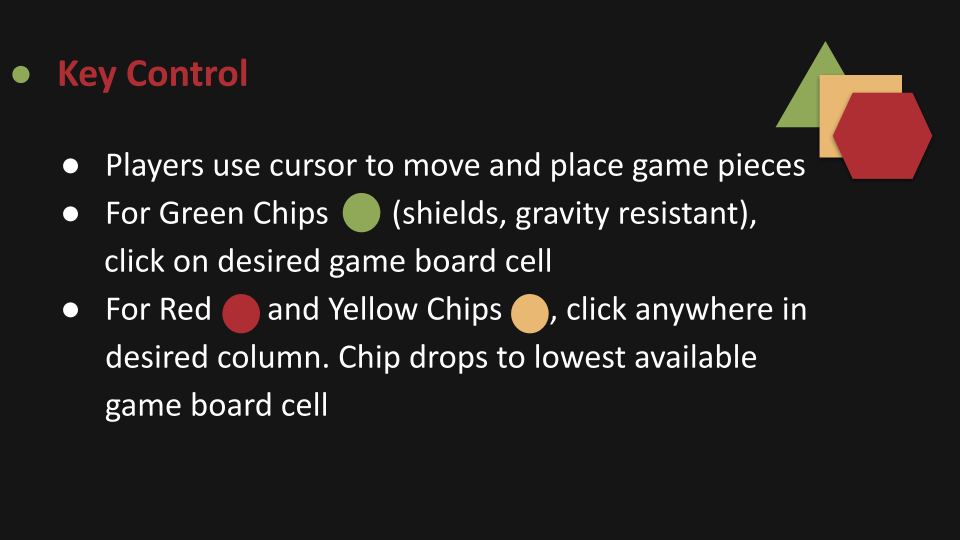 ● Key Control
● Players use cursor to move and place game pieces
● For Green Chips (shields, gravity resistant),
click on desired game board cell
● For Red and Yellow Chips , click anywhere in
desired column. Chip drops to lowest available
game board cell